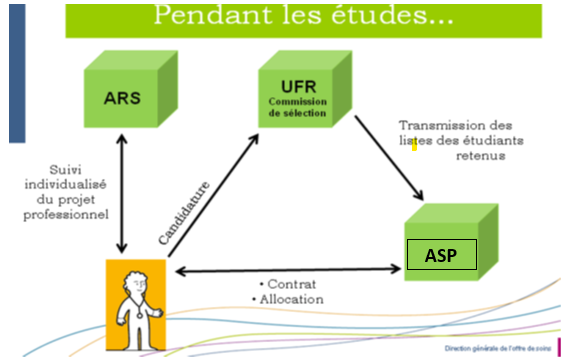 Pendant les études...
ARS
UFR
Commission
de sélection
Transmission des
listes des étudiants
retenus
Suivi
individualisé
du projet
professionnel
Candidature
ASP
• Contrat
• Allocation
Direction générale de l'offre de soins